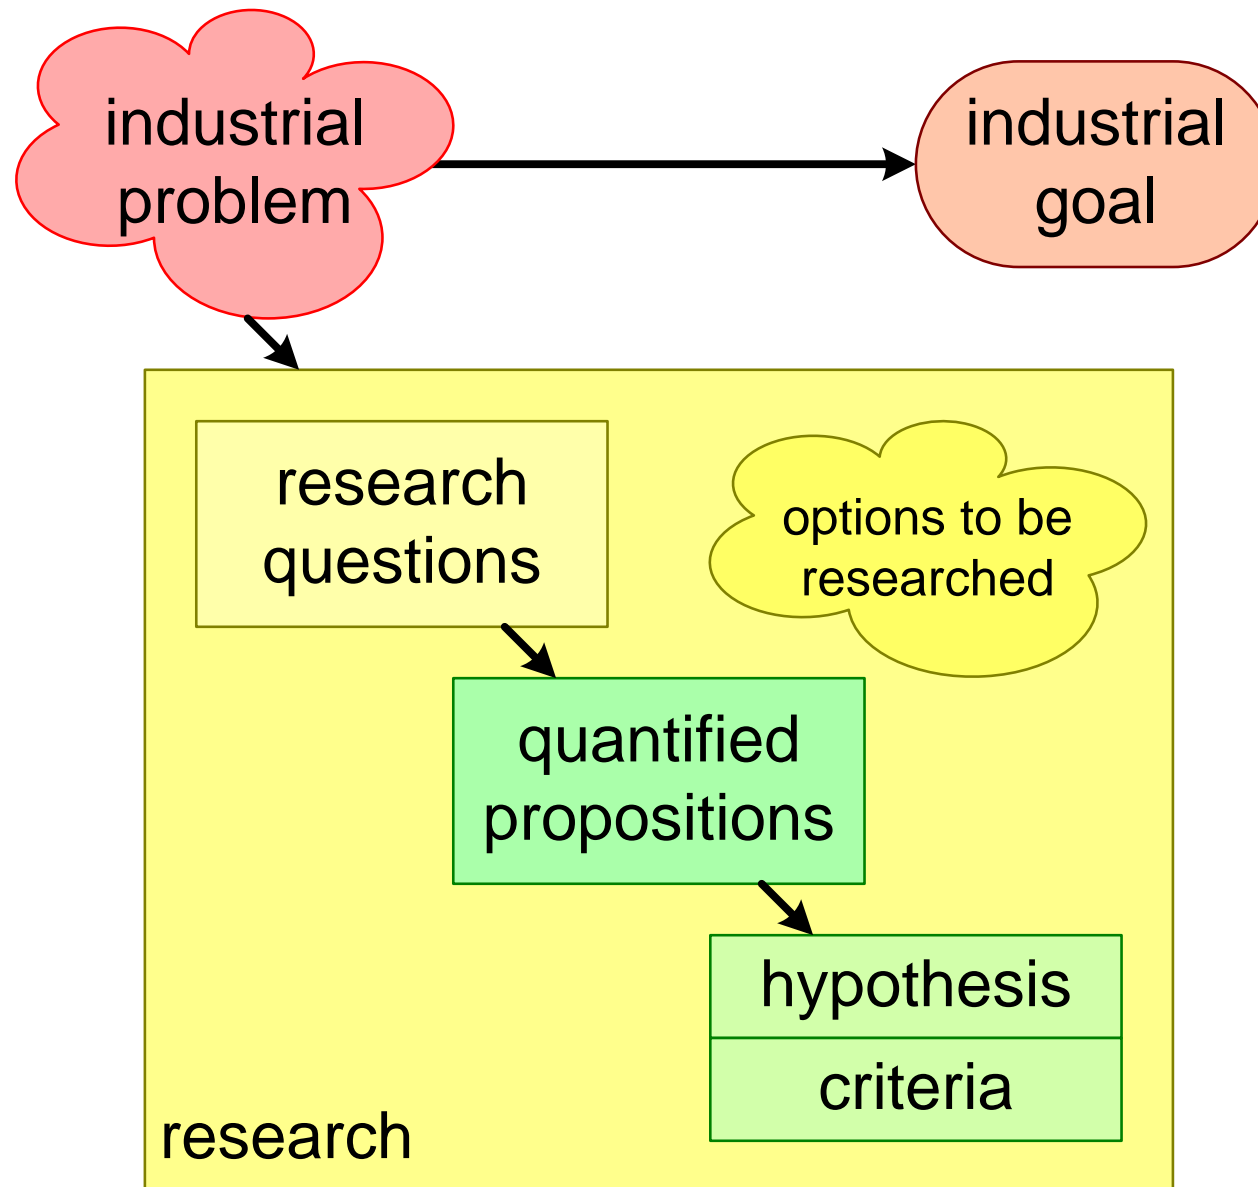 industrial
problem
industrial
goal
research
questions
options to be
researched
quantified
propositions
hypothesis
criteria
research